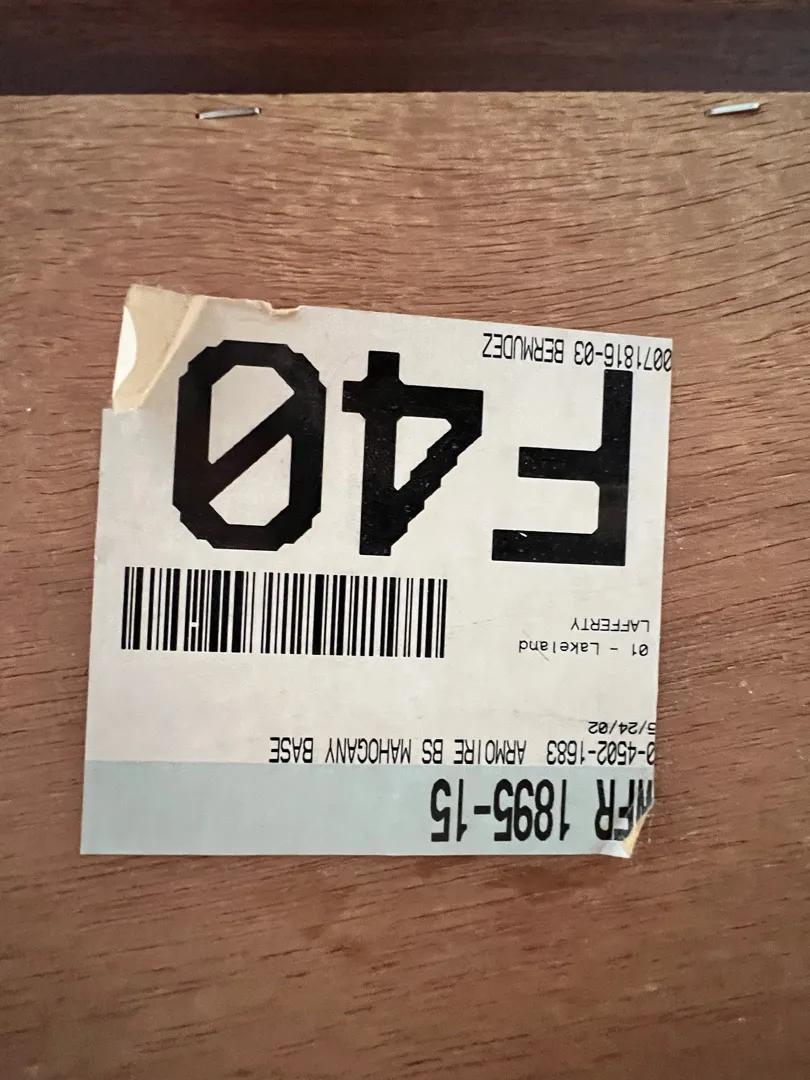 WFR 1895-15
0-4502-1683 ARMOIRE BS MAHOGANY BASE
5/24/02
01 - Lakeland
LAFFERTY
F40
0071816-03 BERMUDEZ